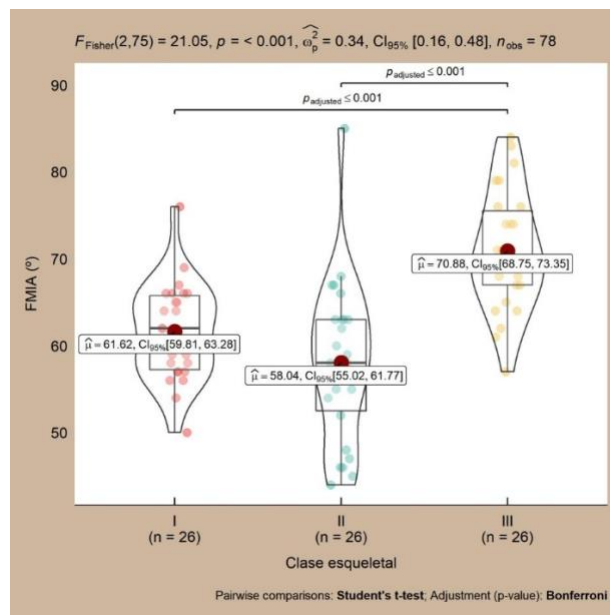 F Fisher(2,75) = 21.05, p = < 0.001, ω̂²p = 0.34, CI95% [0.16, 0.48], nobs = 78
90
padjusted ≤ 0.001
padjusted ≤ 0.001
80
70
μ̂ = 70.88, CI95%[68.75, 73.35]
FMIA (º)
μ̂ = 61.62, CI95%[59.81, 63.28]
60
μ̂ = 58.04, CI95%[55.02, 61.77]
50
I II III
(n = 26) (n = 26) (n = 26)
Clase esqueletal
Pairwise comparisons: Student's t-test; Adjustment (p-value): Bonferroni